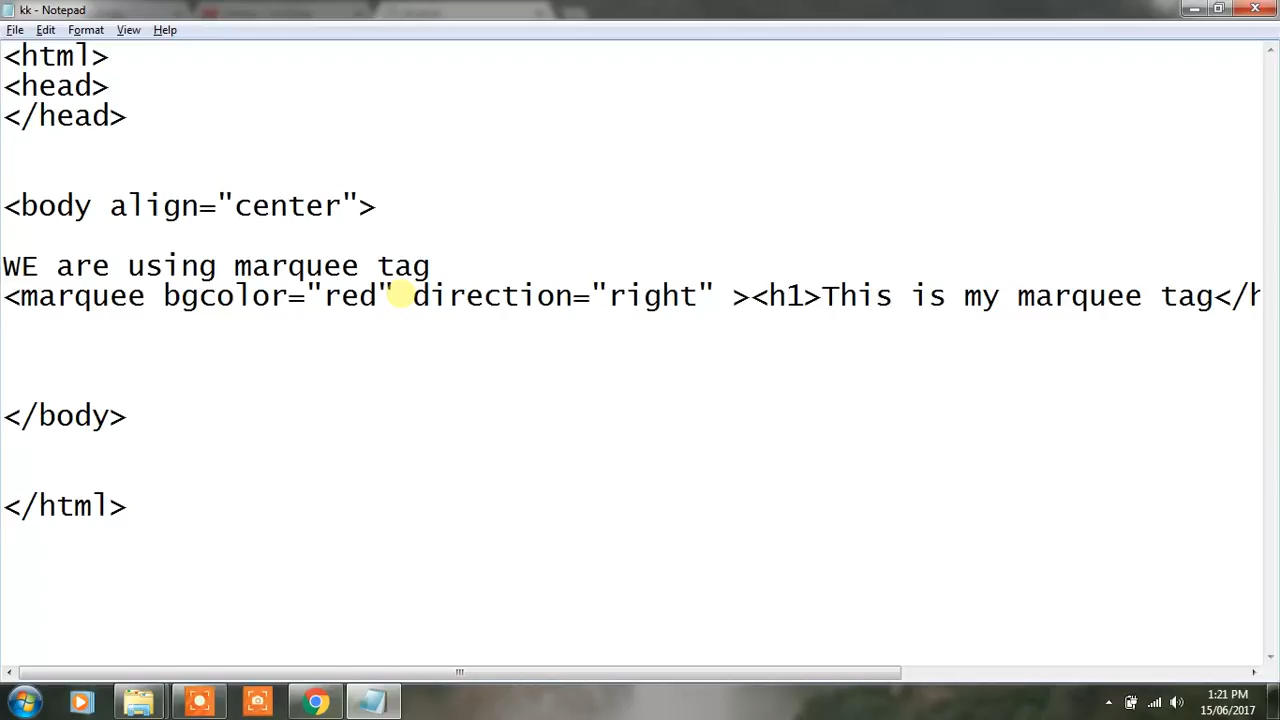 kk - Notepad
File Edit Format View Help
<html>
<head>
</head>
<body align="center">
WE are using marquee tag
<marquee bgcolor="red" direction="right" ><h1>This is my marquee tag</h
</body>
</html>
1:21 PM
15/06/2017